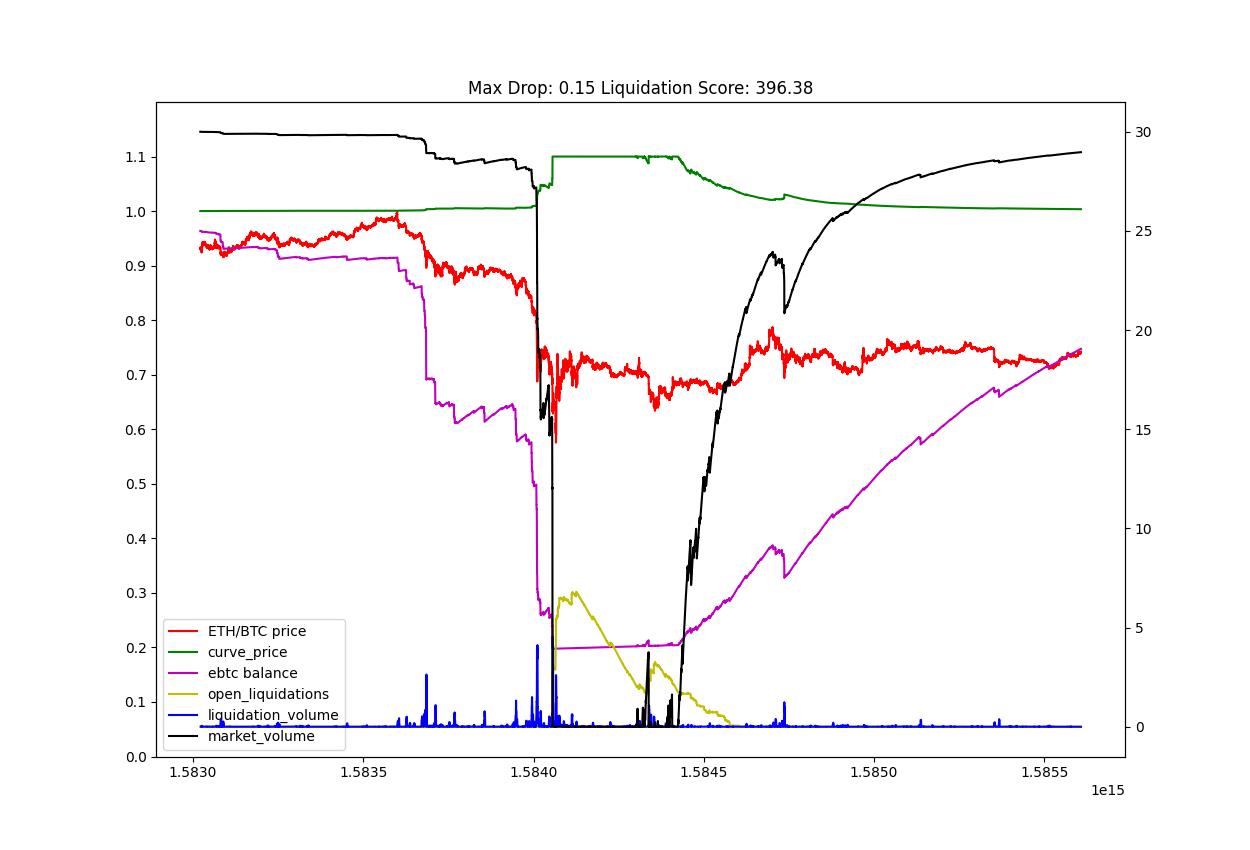 Max Drop: 0.15 Liquidation Score: 396.38
1.1
1.0
0.9
0.8
0.7
0.6
0.5
0.4
0.3
0.2
0.1
0.0
ETH/BTC price
curve_price
ebtc balance
open_liquidations
liquidation_volume
market_volume
30
25
20
15
10
5
0
1.5830 1.5835 1.5840 1.5845 1.5850 1.5855
1e15